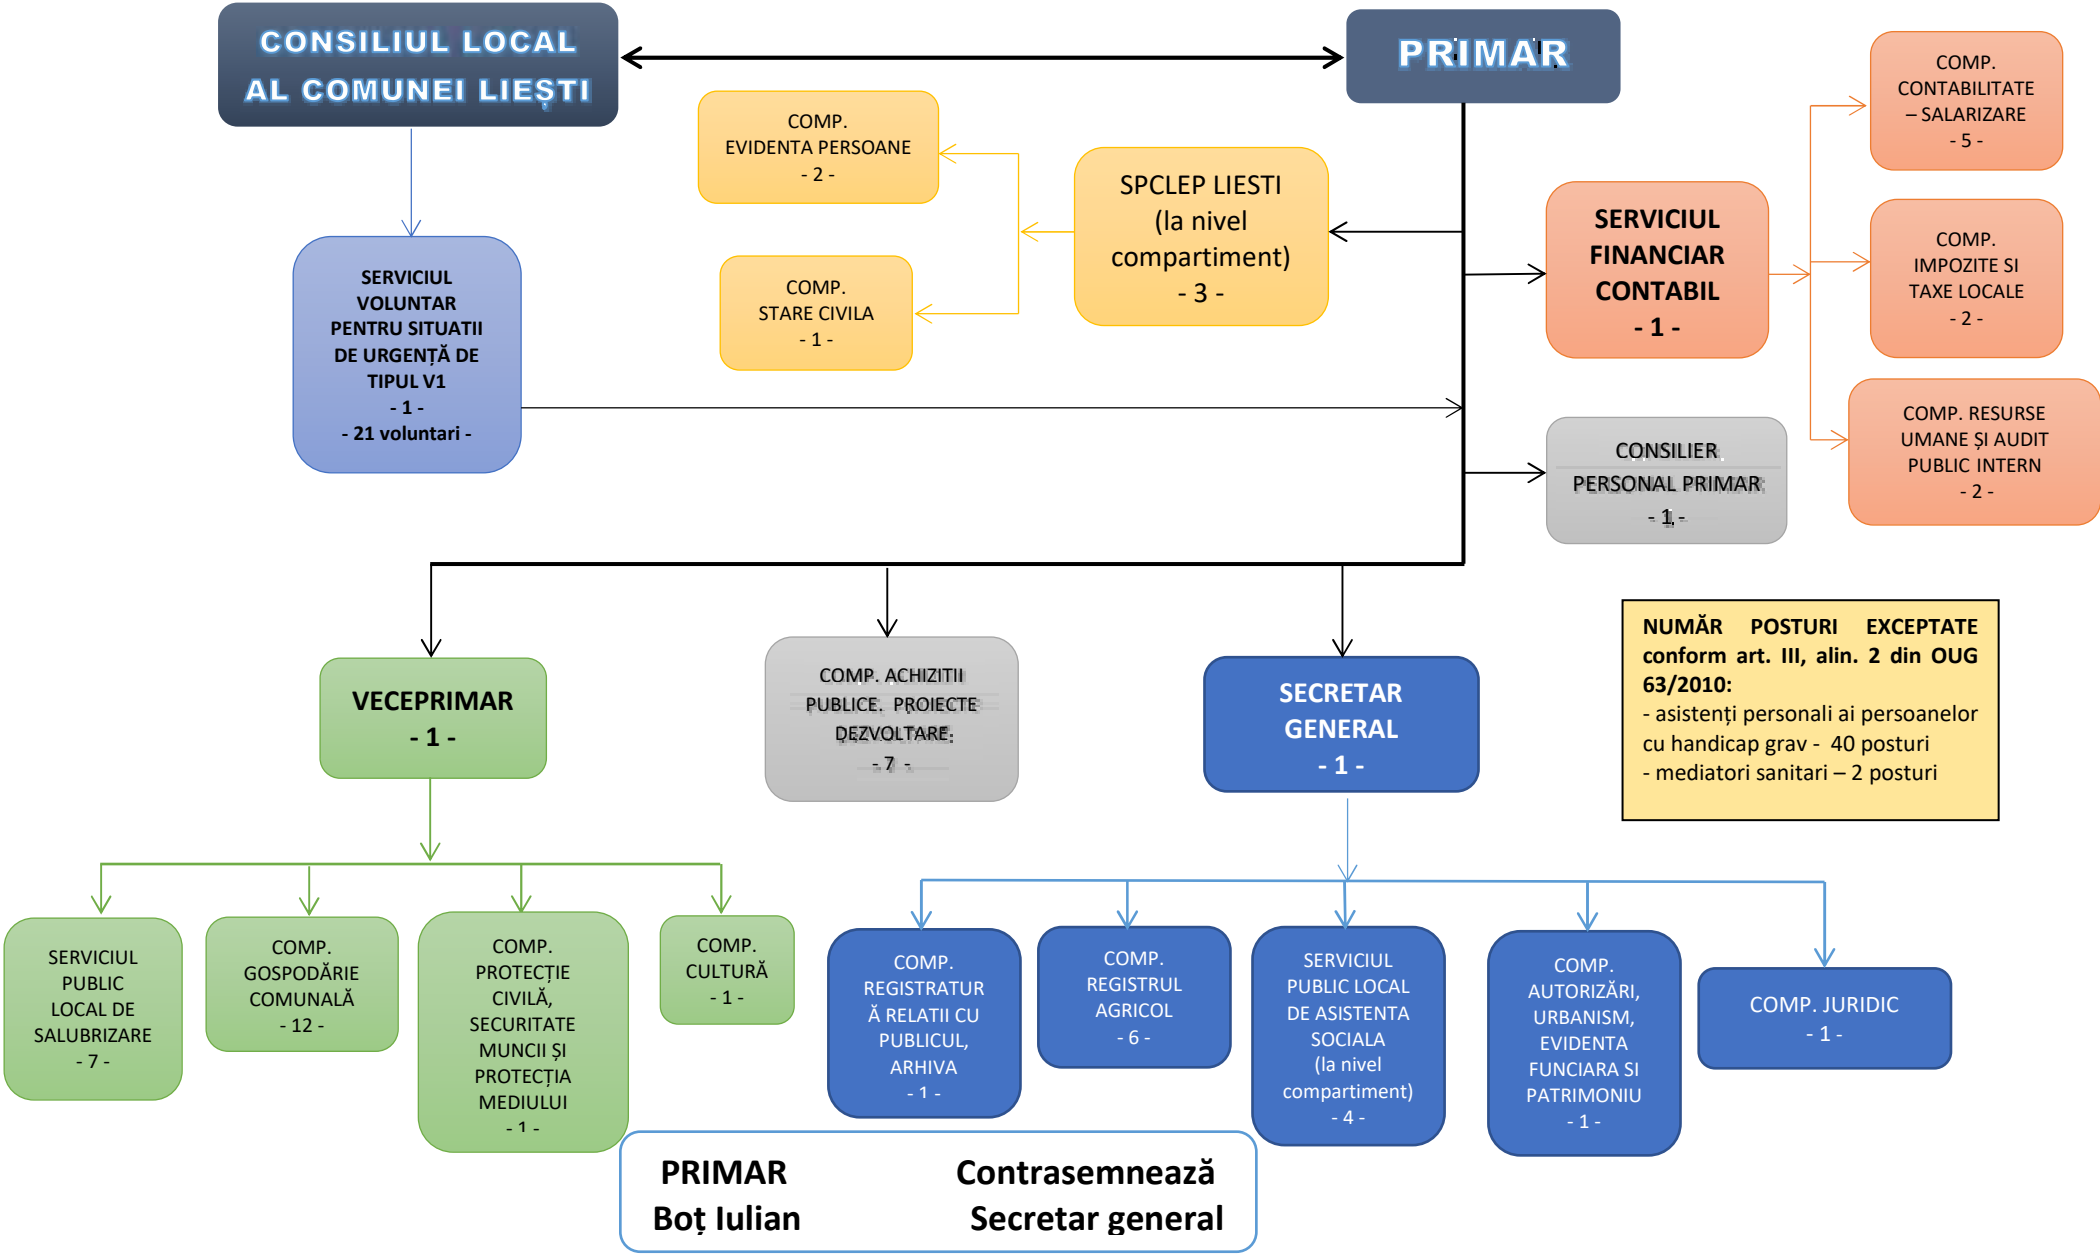 CONSILIUL LOCAL
AL COMUNEI LIEȘTI
PRIMAR
COMP.
EVIDENTA PERSOANE
- 2 -
SPCLEP LIESTI
(la nivel
compartiment)
- 3 -
COMP.
STARE CIVILA
- 1 -
SERVICIUL
FINANCIAR
CONTABIL
- 1 -
COMP.
CONTABILITATE
– SALARIZARE
- 5 -
COMP.
IMPOZITE SI
TAXE LOCALE
- 2 -
COMP. RESURSE
UMANE ȘI AUDIT
PUBLIC INTERN
- 2 -
SERVICIUL
VOLUNTAR
PENTRU SITUATII
DE URGENȚĂ DE
TIPUL V1
- 1 -
- 21 voluntari -
CONSILIER
PERSONAL PRIMAR
- 1 -
VECEPRIMAR
- 1 -
COMP. ACHIZITII
PUBLICE. PROIECTE
DEZVOLTARE
- 7 -
SECRETAR
GENERAL
- 1 -
NUMĂR POSTURI EXCEPTATE
conform art. III, alin. 2 din OUG
63/2010:
- asistenți personali ai persoanelor
cu handicap grav - 40 posturi
- mediatori sanitari – 2 posturi
SERVICIUL
PUBLIC
LOCAL DE
SALUBRIZARE
- 7 -
COMP.
GOSPODĂRIE
COMUNALĂ
- 12 -
COMP.
PROTECȚIE
CIVILĂ,
SECURITATE
MUNCII ȘI
PROTECȚIA
MEDIULUI
- 1 -
COMP.
CULTURĂ
- 1 -
COMP.
REGISTRATUR
Ă RELATII CU
PUBLICUL,
ARHIVA
- 1 -
COMP.
REGISTRUL
AGRICOL
- 6 -
SERVICIUL
PUBLIC LOCAL
DE ASISTENTA
SOCIALA
(la nivel
compartiment)
- 4 -
COMP.
AUTORIZĂRI,
URBANISM,
EVIDENTA
FUNCIARA SI
PATRIMONIU
- 1 -
COMP. JURIDIC
- 1 -
PRIMAR Contrasemnează
Boț Iulian Secretar general